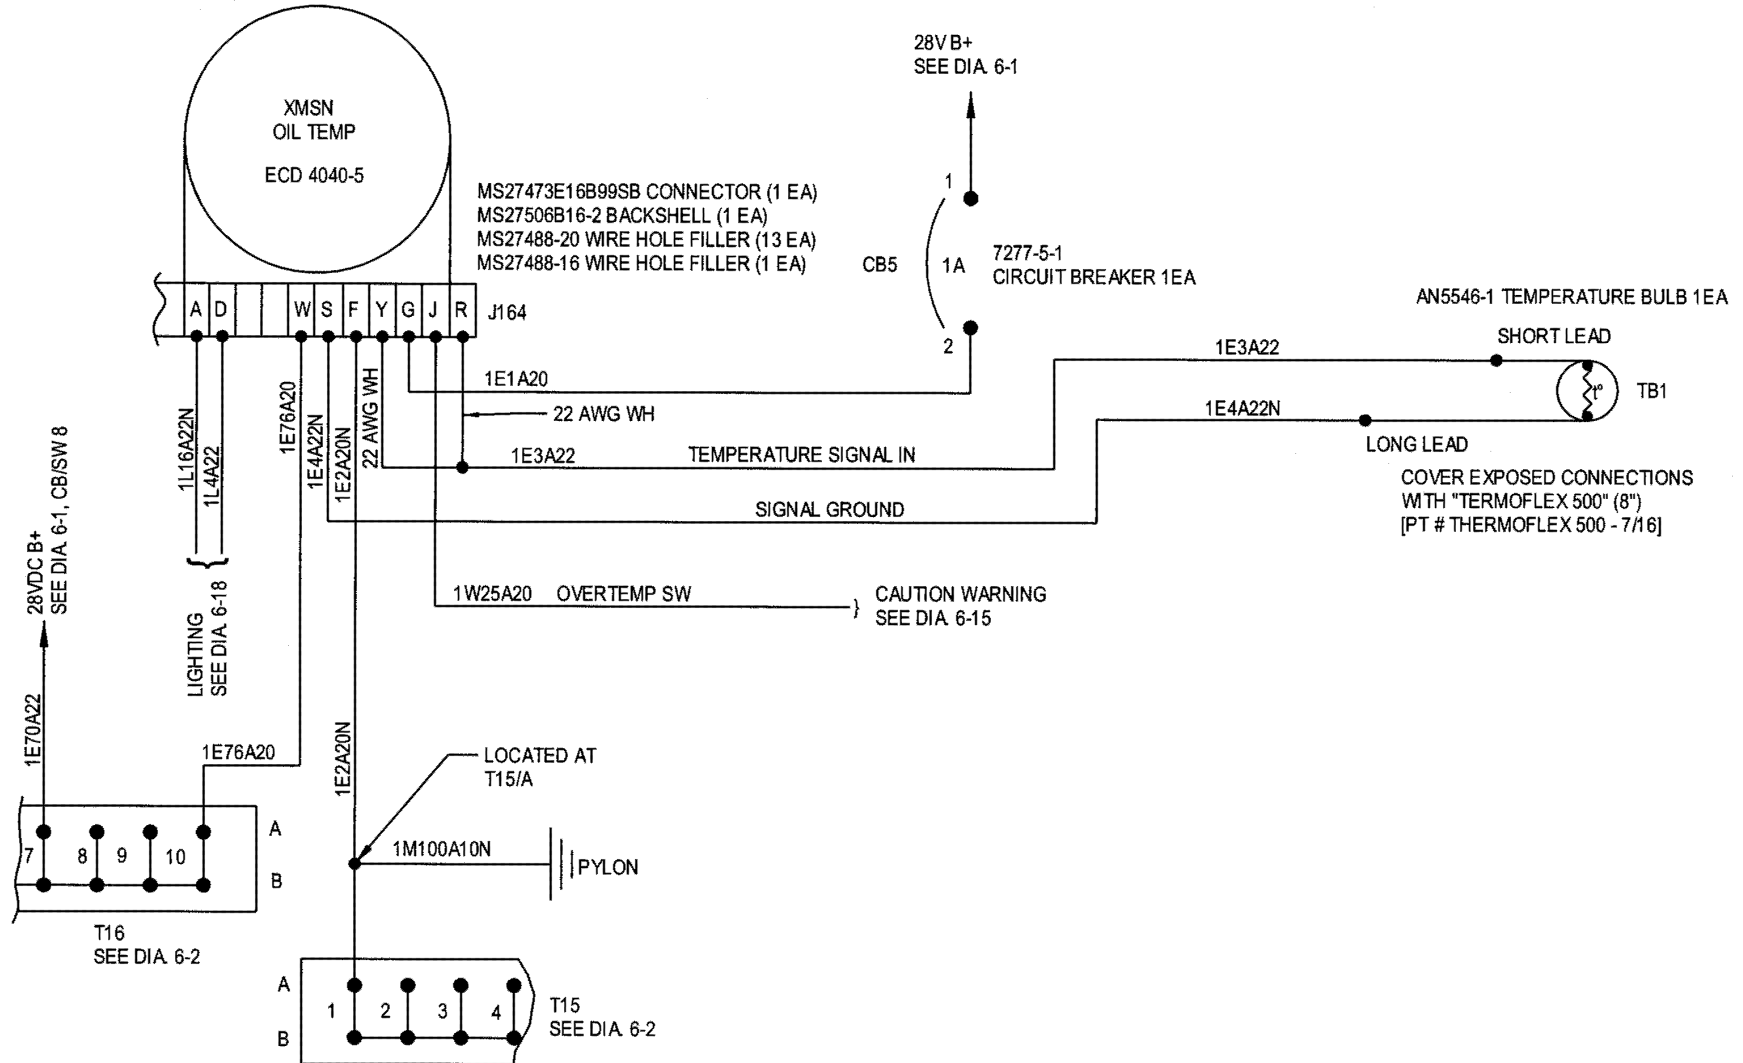 XMSN
OIL TEMP
ECD 4040-5
28V B+
SEE DIA. 6-1
MS27473E16B99SB CONNECTOR (1 EA)
MS27506B16-2 BACKSHELL (1 EA)
MS27488-20 WIRE HOLE FILLER (13 EA)
MS27488-16 WIRE HOLE FILLER (1 EA)
1
CB5
1A
7277-5-1
CIRCUIT BREAKER 1EA
2
A D W S F Y G J R
J164
AN5546-1 TEMPERATURE BULB 1EA
SHORT LEAD
1E3A22
t°
TB1
1E4A22N
LONG LEAD
COVER EXPOSED CONNECTIONS
WITH "TERMOFLEX 500" (8")
[PT # THERMOFLEX 500 - 7/16]
1E1A20
22 AWG WH
1E3A22
TEMPERATURE SIGNAL IN
SIGNAL GROUND
1L16A22N
1L4A22
1E76A20
1E4A22N
1E2A20N
22 AWG WH
1W25A20
OVERTEMP SW
CAUTION WARNING
SEE DIA. 6-15
28VDC B+
SEE DIA. 6-1, CB/SW 8
LIGHTING
SEE DIA. 6-18
1E70A22
1E76A20
1E2A20N
LOCATED AT
T15/A
1M100A10N
PYLON
A
7 8 9 10
B
T16
SEE DIA. 6-2
A
1 2 3 4
B
T15
SEE DIA. 6-2